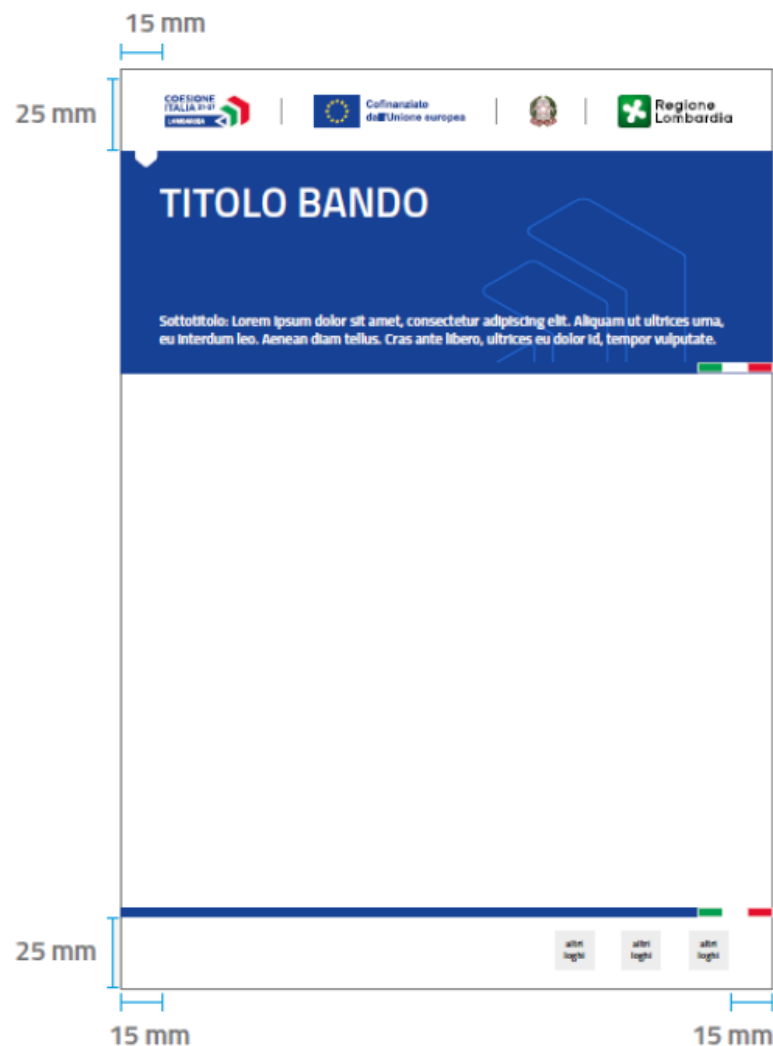 15 mm
25 mm
COESIONE
ITALIA 21-27
LOMBARDIA
Cofinanziato
dall'Unione europea
Regione
Lombardia
TITOLO BANDO
Sottotitolo: Lorem ipsum dolor sit amet, consectetur adipiscing elit. Aliquam ut ultrices urna,
eu interdum leo. Aenean diam tellus. Cras ante libero, ultrices eu dolor id, tempor vulputate.
25 mm
altri
loghi
altri
loghi
altri
loghi
15 mm
15 mm